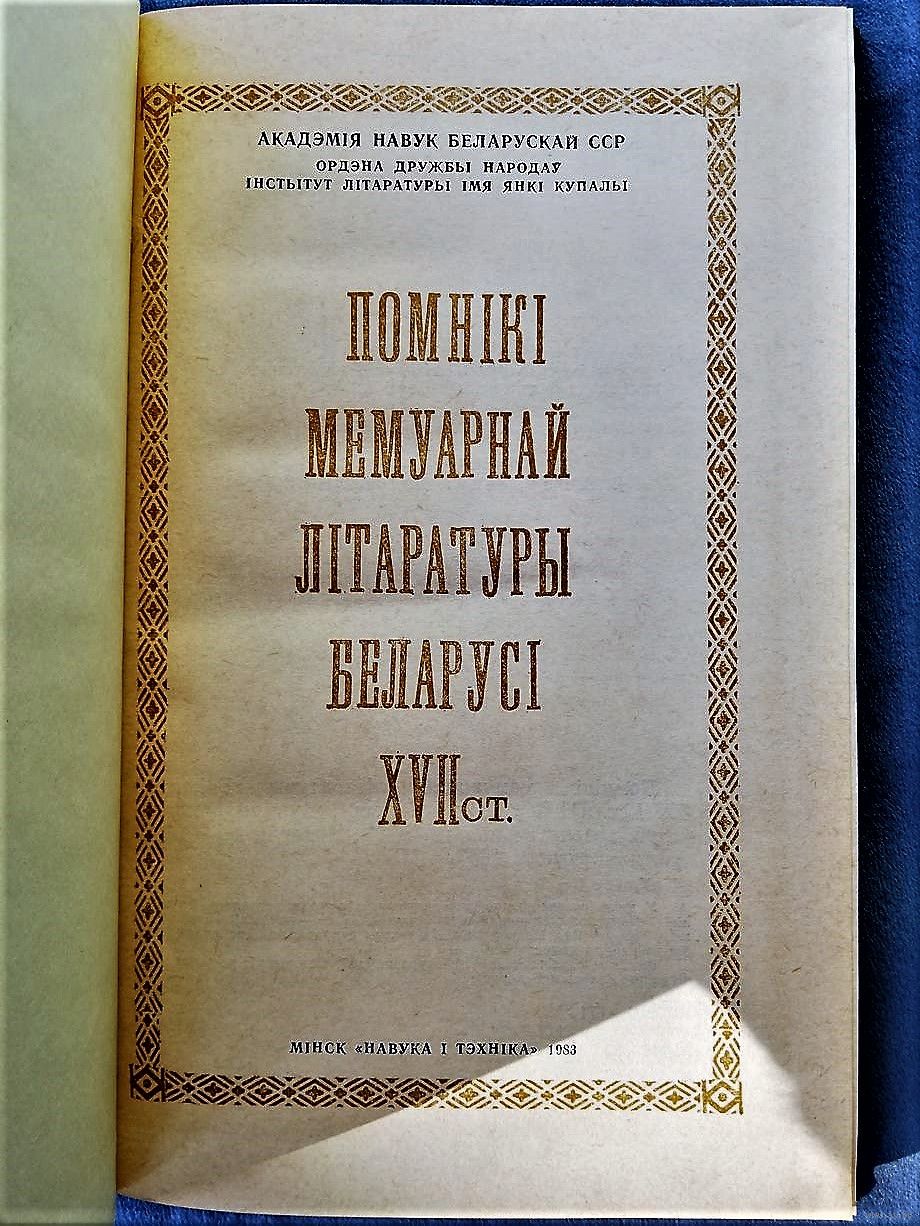 АКАДЭМІЯ НАВУК БЕЛАРУСКАЙ ССР
ОРДЭНА ДРУЖБЫ НАРОДАЎ
ІНСТЫТУТ ЛІТАРАТУРЫ ІМЯ ЯНКІ КУПАЛЫ
ПОМНІКІ
МЕМУАРНАЙ
ЛІТАРАТУРЫ
БЕЛАРУСІ
XVII СТ.
МІНСК «НАВУКА І ТЭХНІКА» 1983